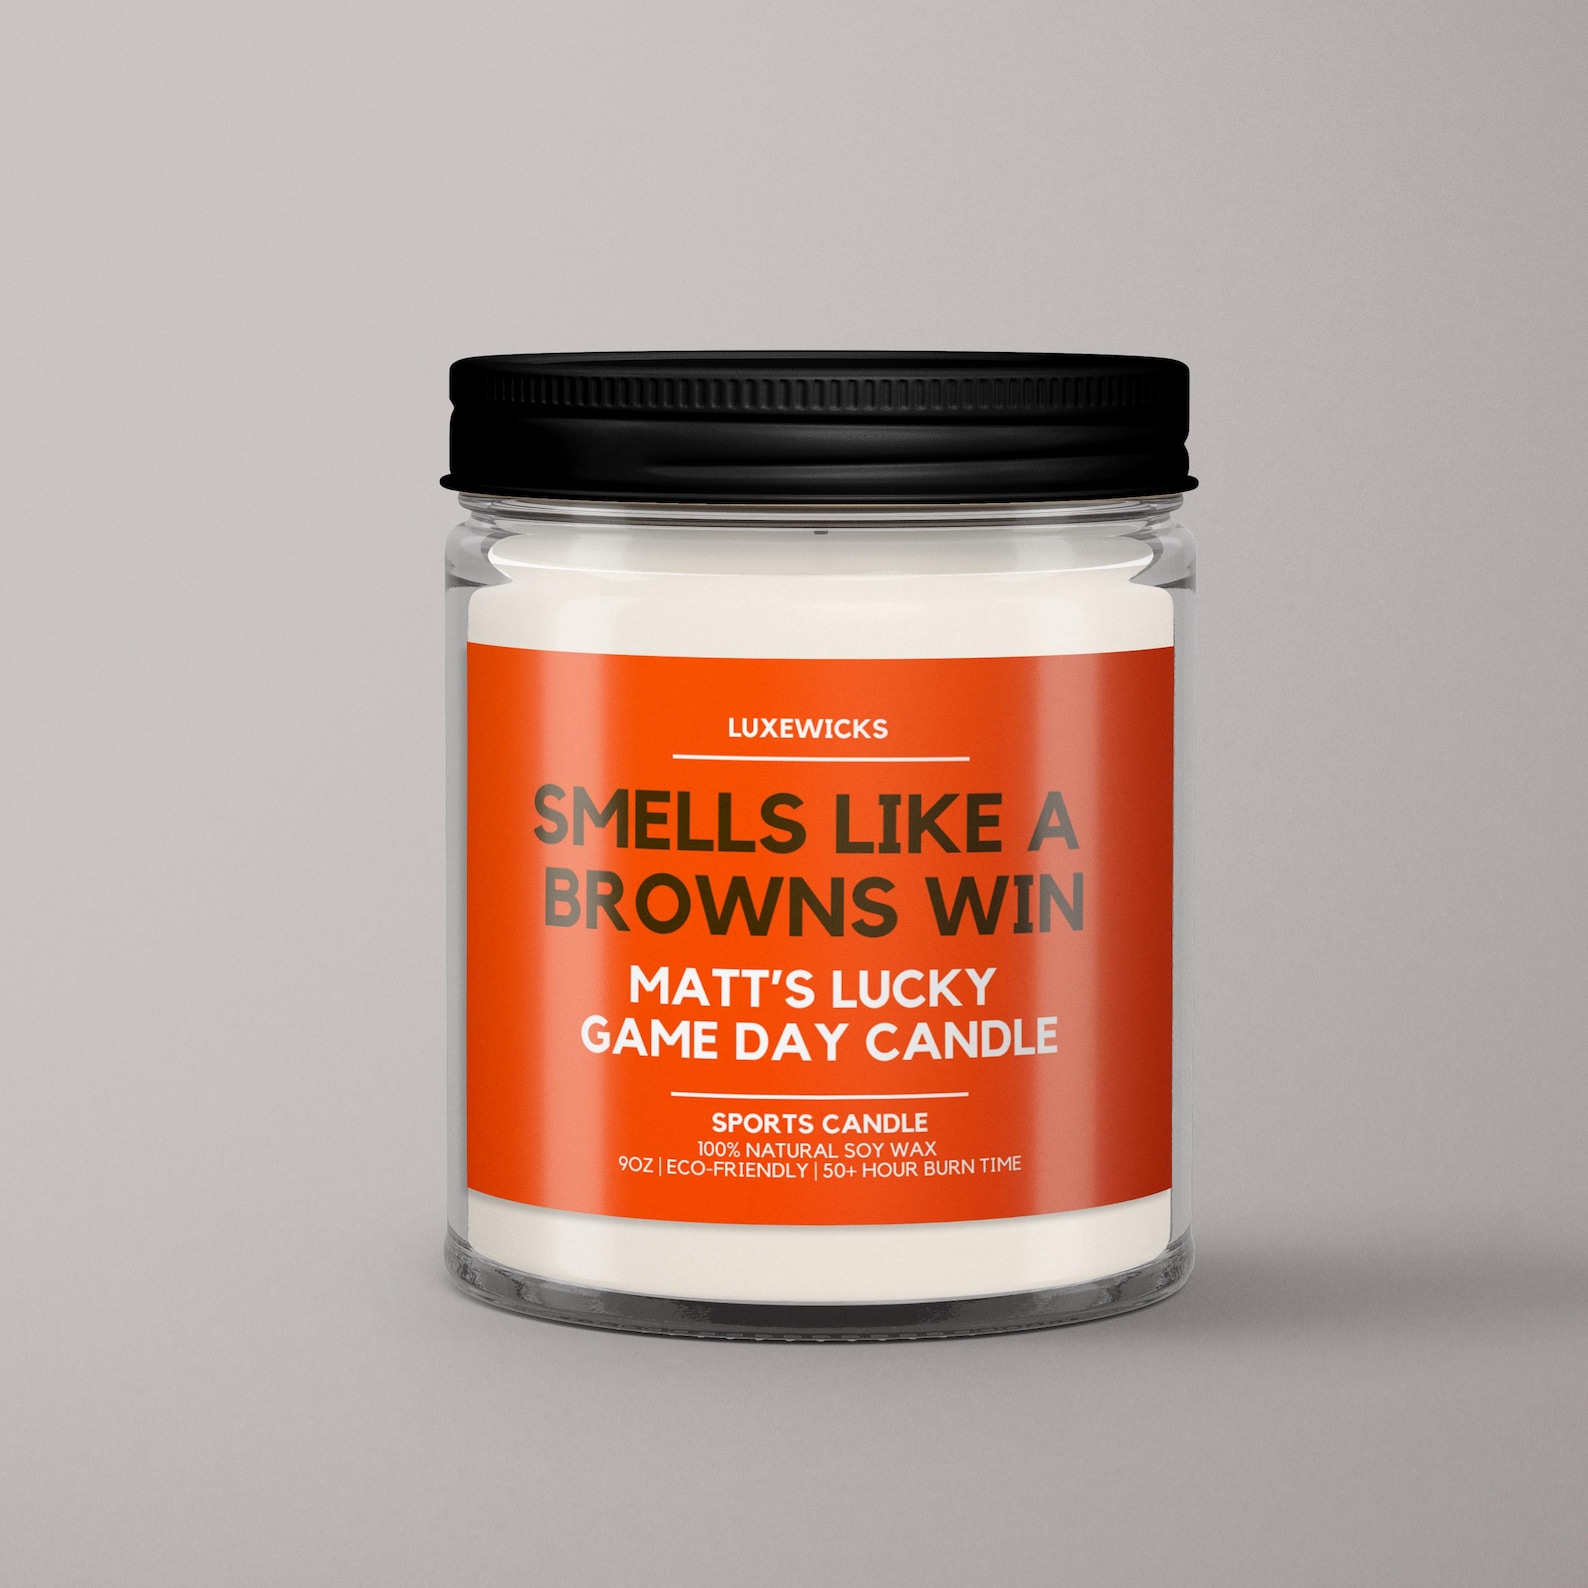 LUXEWICKS
SMELLS LIKE A
BROWNS WIN
MATT'S LUCKY
GAME DAY CANDLE
SPORTS CANDLE
100% NATURAL SOY WAX
9OZ | ECO-FRIENDLY | 50+ HOUR BURN TIME